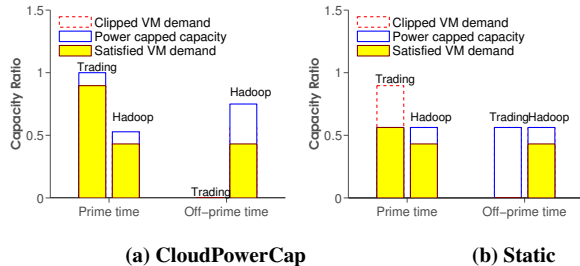 Clipped VM demand
Power capped capacity
Satisfied VM demand
Capacity Ratio
1.5
1
0.5
0
Trading
Hadoop
Trading
Hadoop
Prime time
Off-prime time
(a) CloudPowerCap
Clipped VM demand
Power capped capacity
Satisfied VM demand
Capacity Ratio
1.5
1
0.5
0
Trading
Hadoop
Trading
Hadoop
Prime time
Off-prime time
(b) Static